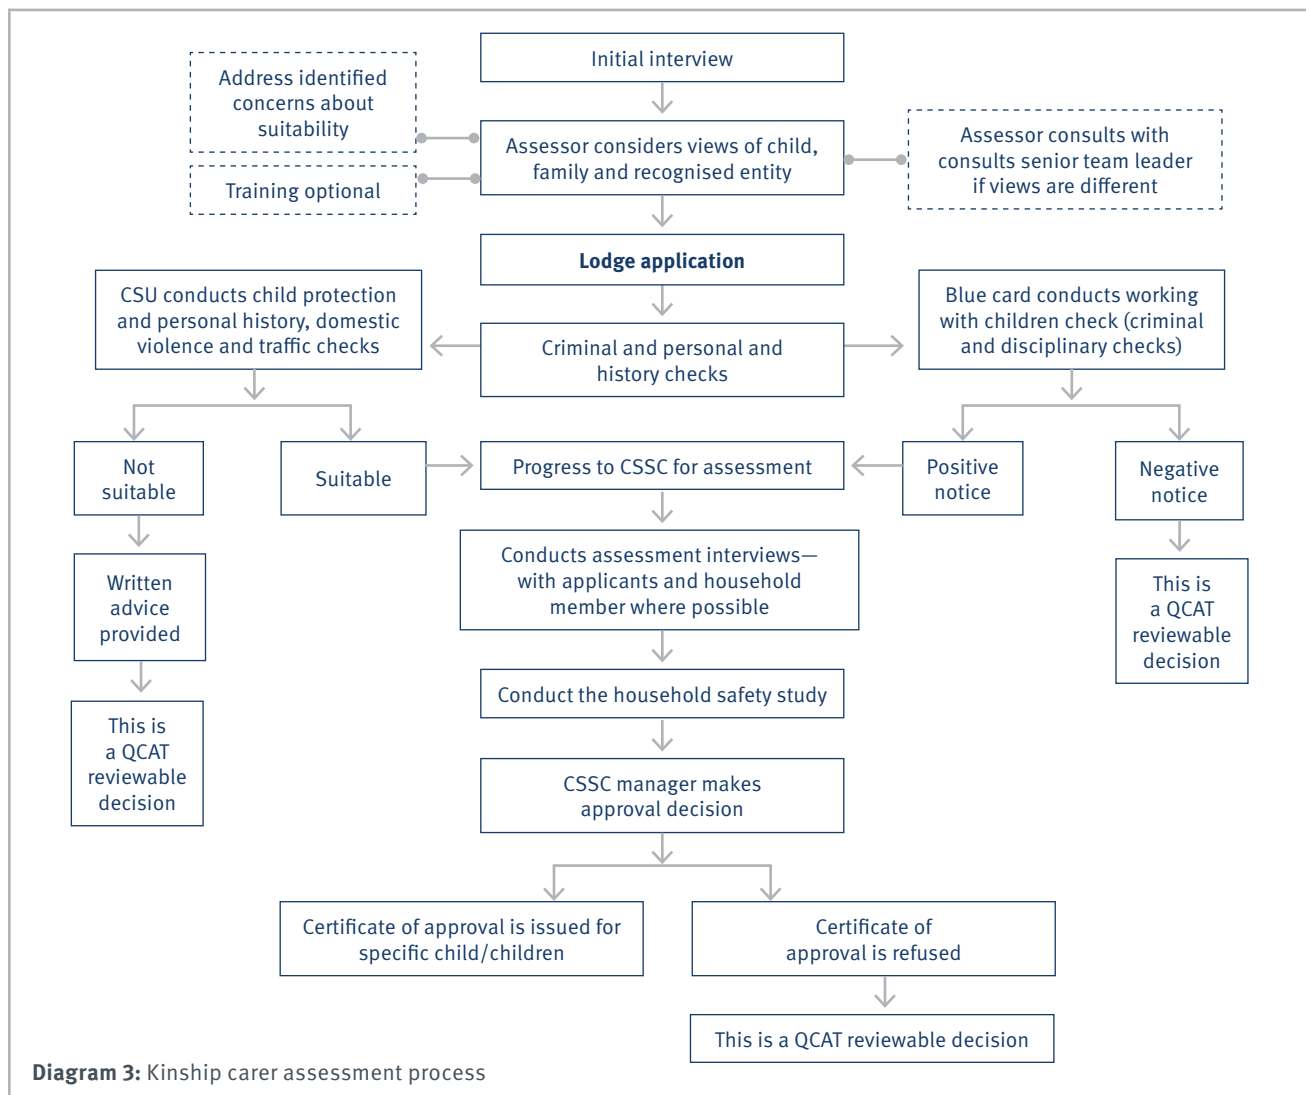 Initial interview
Address identified
concerns about
suitability
Training optional
Assessor considers views of child,
family and recognised entity
Assessor consults with
consults senior team leader
if views are different
Lodge application
CSU conducts child protection
and personal history, domestic
violence and traffic checks
Criminal and personal and
history checks
Blue card conducts working
with children check (criminal
and disciplinary checks)
Not
suitable
Suitable
Progress to CSSC for assessment
Positive
notice
Negative
notice
Written
advice
provided
This is
a QCAT
reviewable
decision
Conducts assessment interviews—
with applicants and household
member where possible
This is
a QCAT
reviewable
decision
Conduct the household safety study
CSSC manager makes
approval decision
Certificate of approval is issued for
specific child/children
Certificate of
approval is refused
This is a QCAT reviewable decision
Diagram 3: Kinship carer assessment process